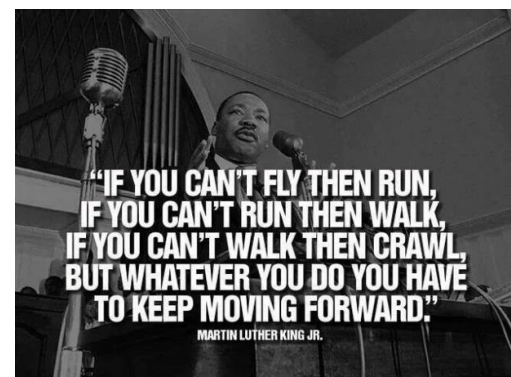 “IF YOU CAN’T FLY THEN RUN,
IF YOU CAN’T RUN THEN WALK,
IF YOU CAN’T WALK THEN CRAWL,
BUT WHATEVER YOU DO YOU HAVE
TO KEEP MOVING FORWARD.”
MARTIN LUTHER KING JR.